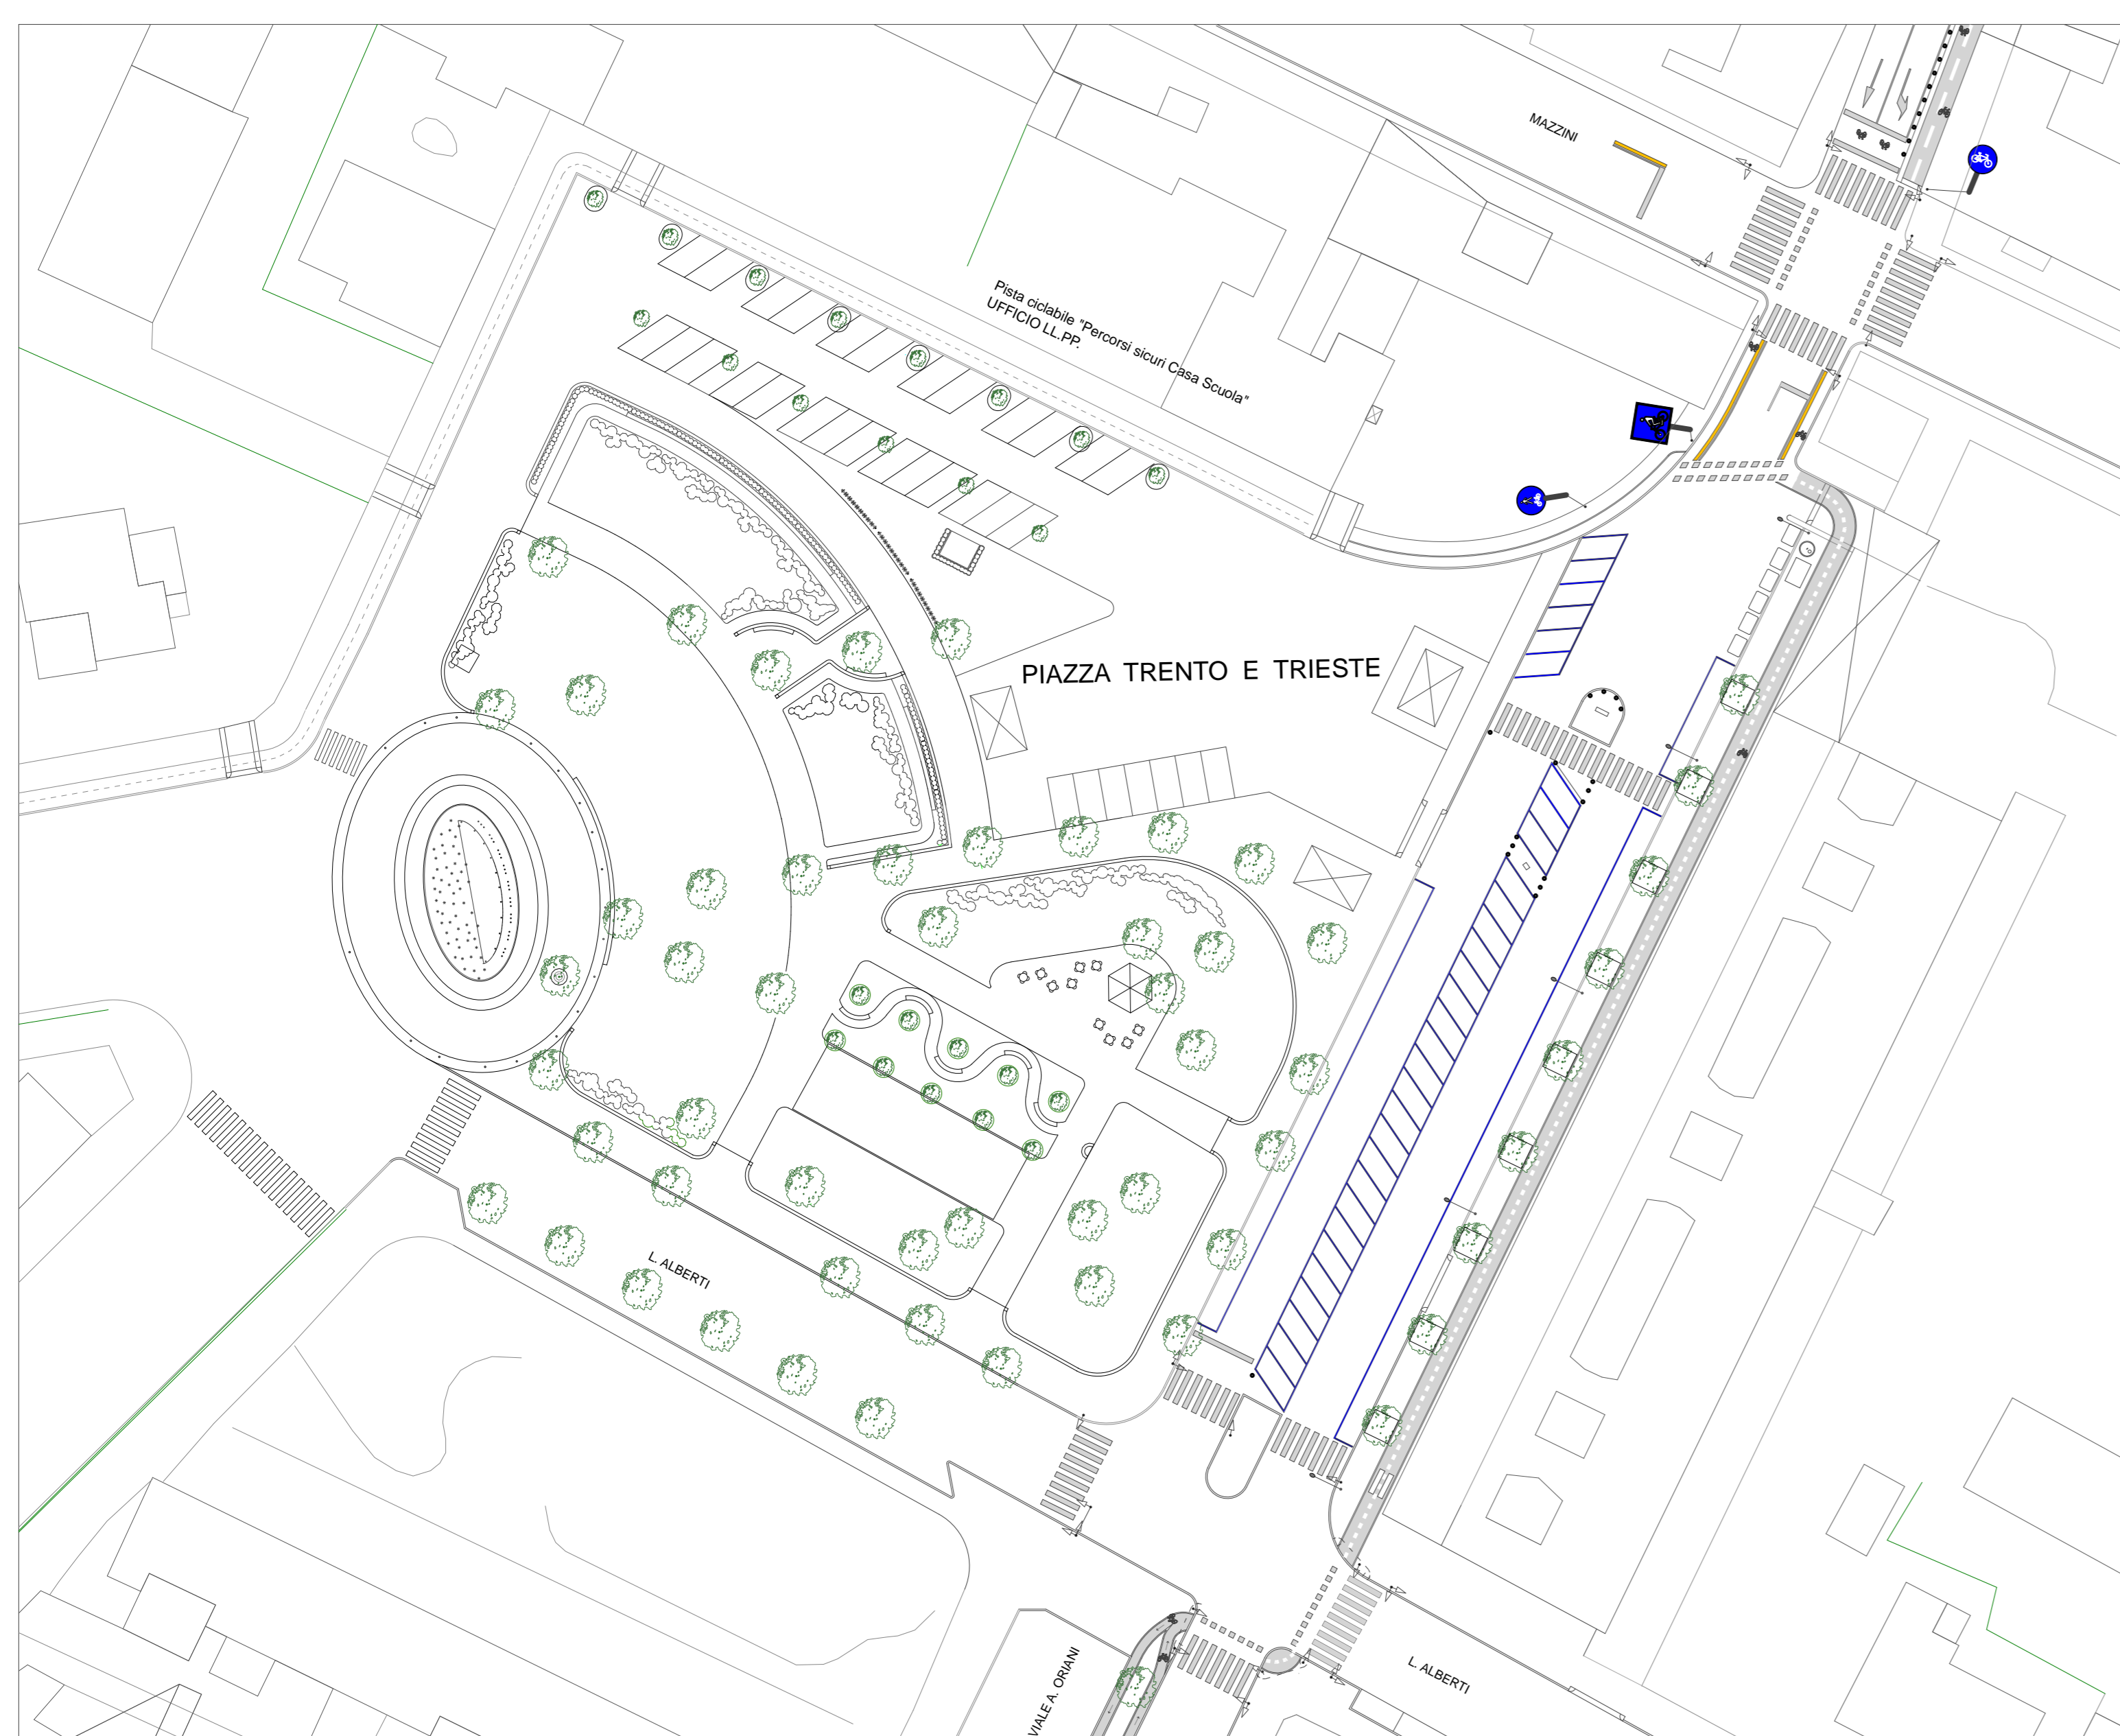 MAZZINI
Pista ciclabile "Percorsi sicuri Casa Scuola"
UFFICIO LL.PP.
PIAZZA TRENTO E TRIESTE
L. ALBERTI
VIALE A. ORIANI
L. ALBERTI